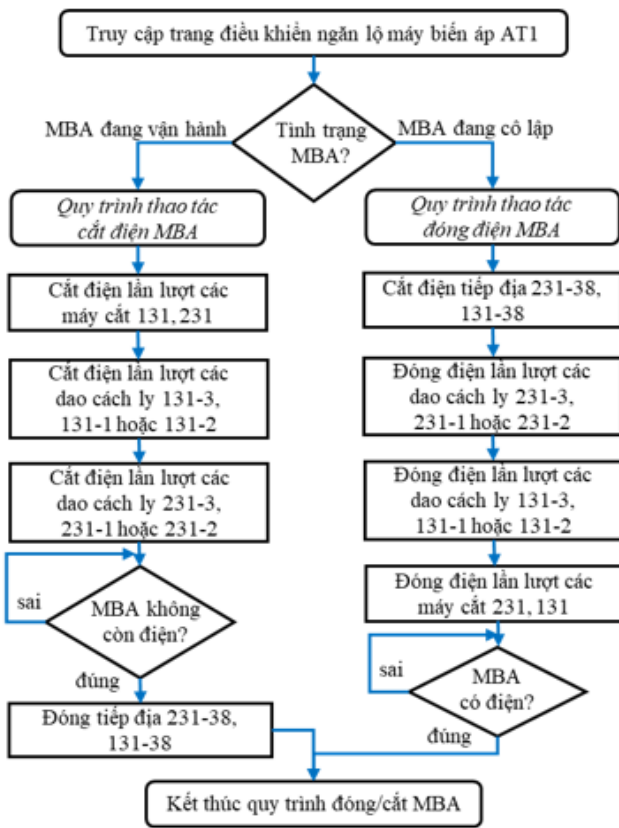 Truy cập trang điều khiển ngăn lộ máy biến áp AT1
Tình trạng
MBA?
MBA đang vận hành
MBA đang cô lập
Quy trình thao tác
cắt điện MBA
Cắt điện lần lượt các
máy cắt 131, 231
Cắt điện lần lượt các
dao cách ly 131-3,
131-1 hoặc 131-2
Cắt điện lần lượt các
dao cách ly 231-3,
231-1 hoặc 231-2
sai
MBA không
còn điện?
đúng
Đóng tiếp địa 231-38,
131-38
Quy trình thao tác
đóng điện MBA
Cắt điện tiếp địa 231-38,
131-38
Đóng điện lần lượt các
dao cách ly 231-3,
231-1 hoặc 231-2
Đóng điện lần lượt các
dao cách ly 131-3,
131-1 hoặc 131-2
Đóng điện lần lượt các
máy cắt 231, 131
sai
MBA
có điện?
đúng
Kết thúc quy trình đóng/cắt MBA